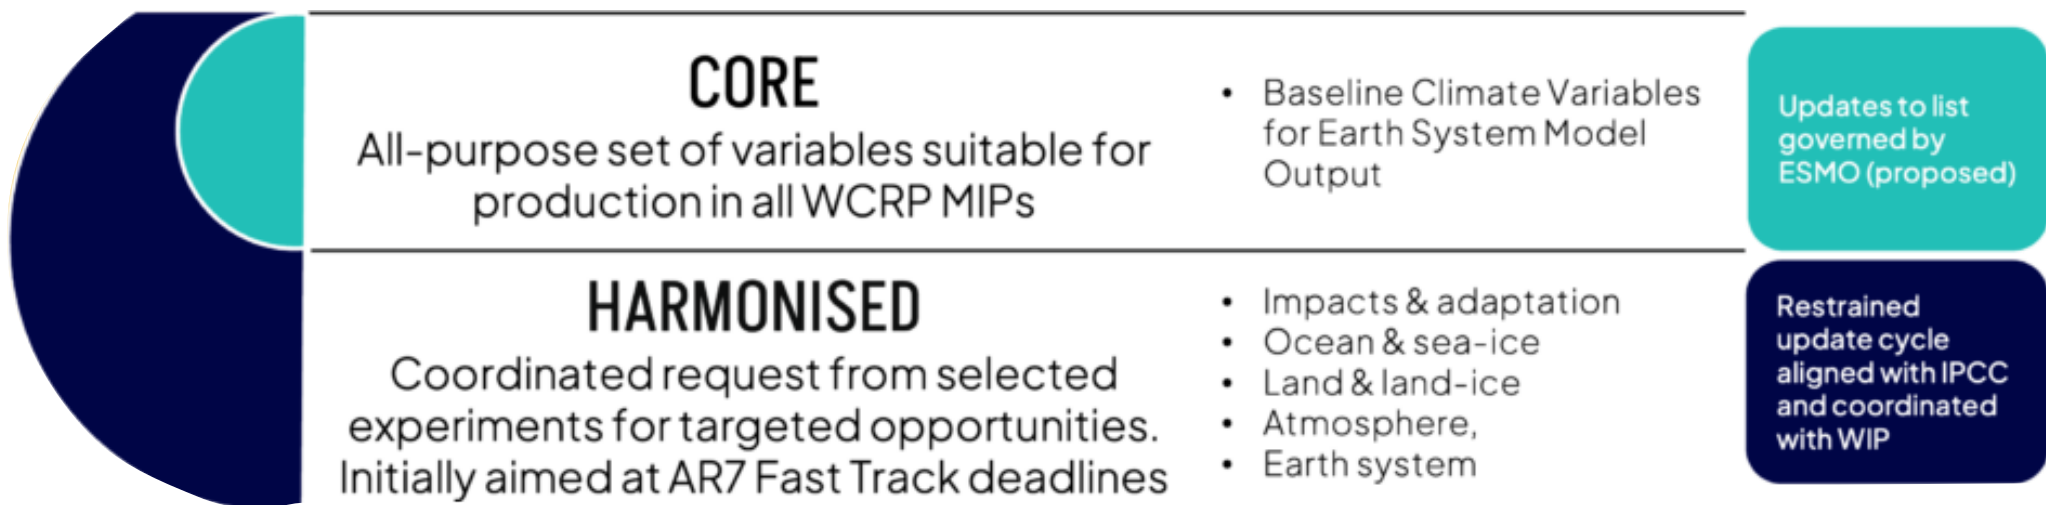 CORE
All-purpose set of variables suitable for
production in all WCRP MIPs
• Baseline Climate Variables
for Earth System Model
Output
Updates to list
governed by
ESMO (proposed)
HARMONISED
Coordinated request from selected
experiments for targeted opportunities.
Initially aimed at AR7 Fast Track deadlines
• Impacts & adaptation
• Ocean & sea-ice
• Land & land-ice
• Atmosphere,
• Earth system
Restrained
update cycle
aligned with IPCC
and coordinated
with WIP